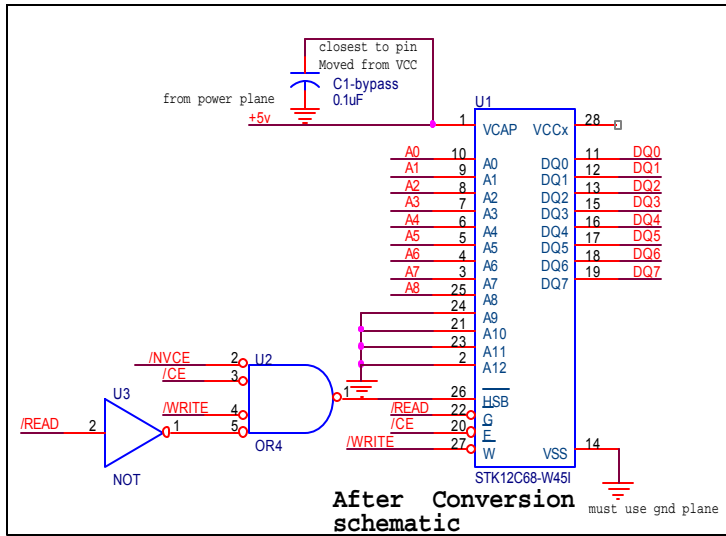 closest to pin
Moved from VCC
C1-bypass
0.1uF
from power plane
+5v
U1
1 VCAP VCCx 28
A0 10 A0 DQ0 11 DQ0
A1 9 A1 DQ1 12 DQ1
A2 8 A2 DQ2 13 DQ2
A3 7 A3 DQ3 15 DQ3
A4 6 A4 DQ4 16 DQ4
A5 5 A5 DQ5 17 DQ5
A6 4 A6 DQ6 18 DQ6
A7 3 A7 DQ7 19 DQ7
A8 25 A8
24 A9
21 A10
23 A11
2 A12
/NVCE 2 U2
/CE 3
U3
/WRITE 4
/READ 2 1 5
NOT
OR4
1 26 HSB
/READ 22 G
/CE 20 E
/WRITE 27 W VSS 14
STK12C68-W45I
After Conversion
schematic
must use gnd plane